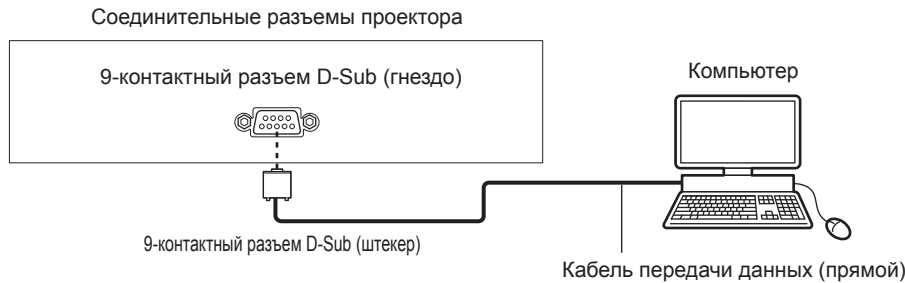 Соединительные разъемы проектора
9-контактный разъем D-Sub (гнездо)
Компьютер
9-контактный разъем D-Sub (штекер)
Кабель передачи данных (прямой)